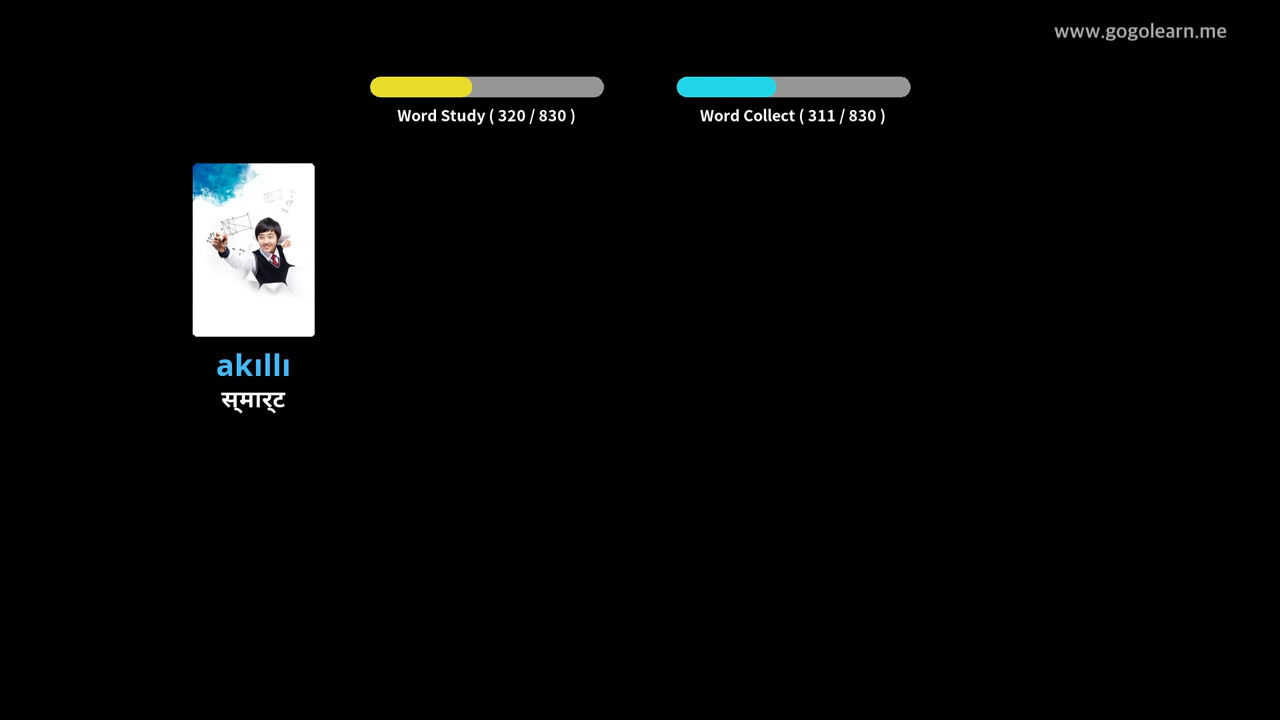 www.gogolearn.me
Word Study ( 320 / 830 )
Word Collect ( 311 / 830 )
akıllı
स्मार्ट